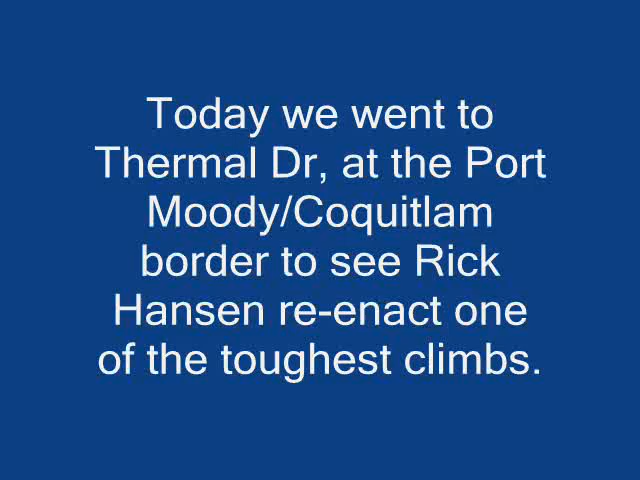 Today we went to
Thermal Dr, at the Port
Moody/Coquitlam
border to see Rick
Hansen re-enact one
of the toughest climbs.